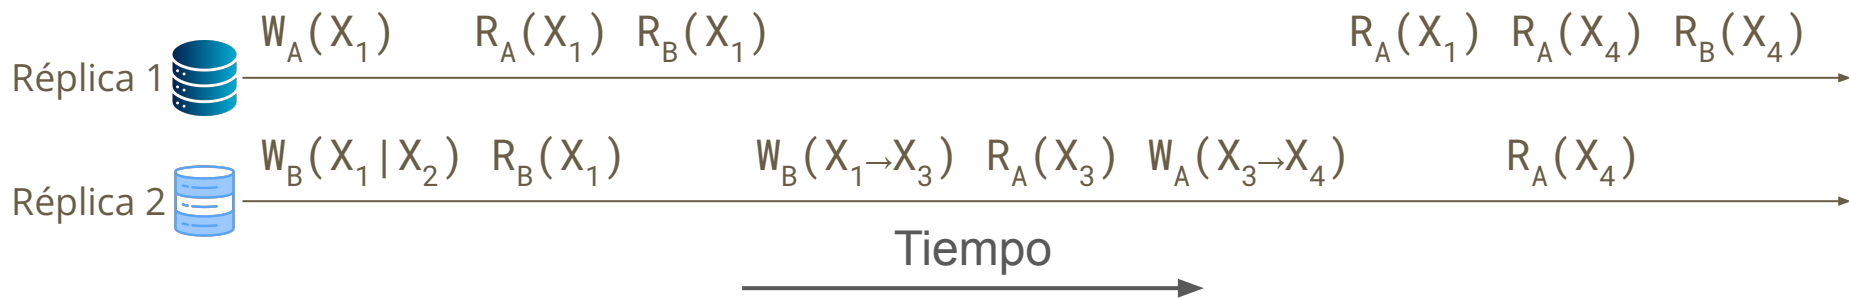 W_A(X_1) R_A(X_1) R_B(X_1) R_A(X_1) R_A(X_4) R_B(X_4)
Réplica 1
W_B(X_1|X_2) R_B(X_1) W_B(X_1→X_3) R_A(X_3) W_A(X_3→X_4) R_A(X_4)
Réplica 2
Tiempo